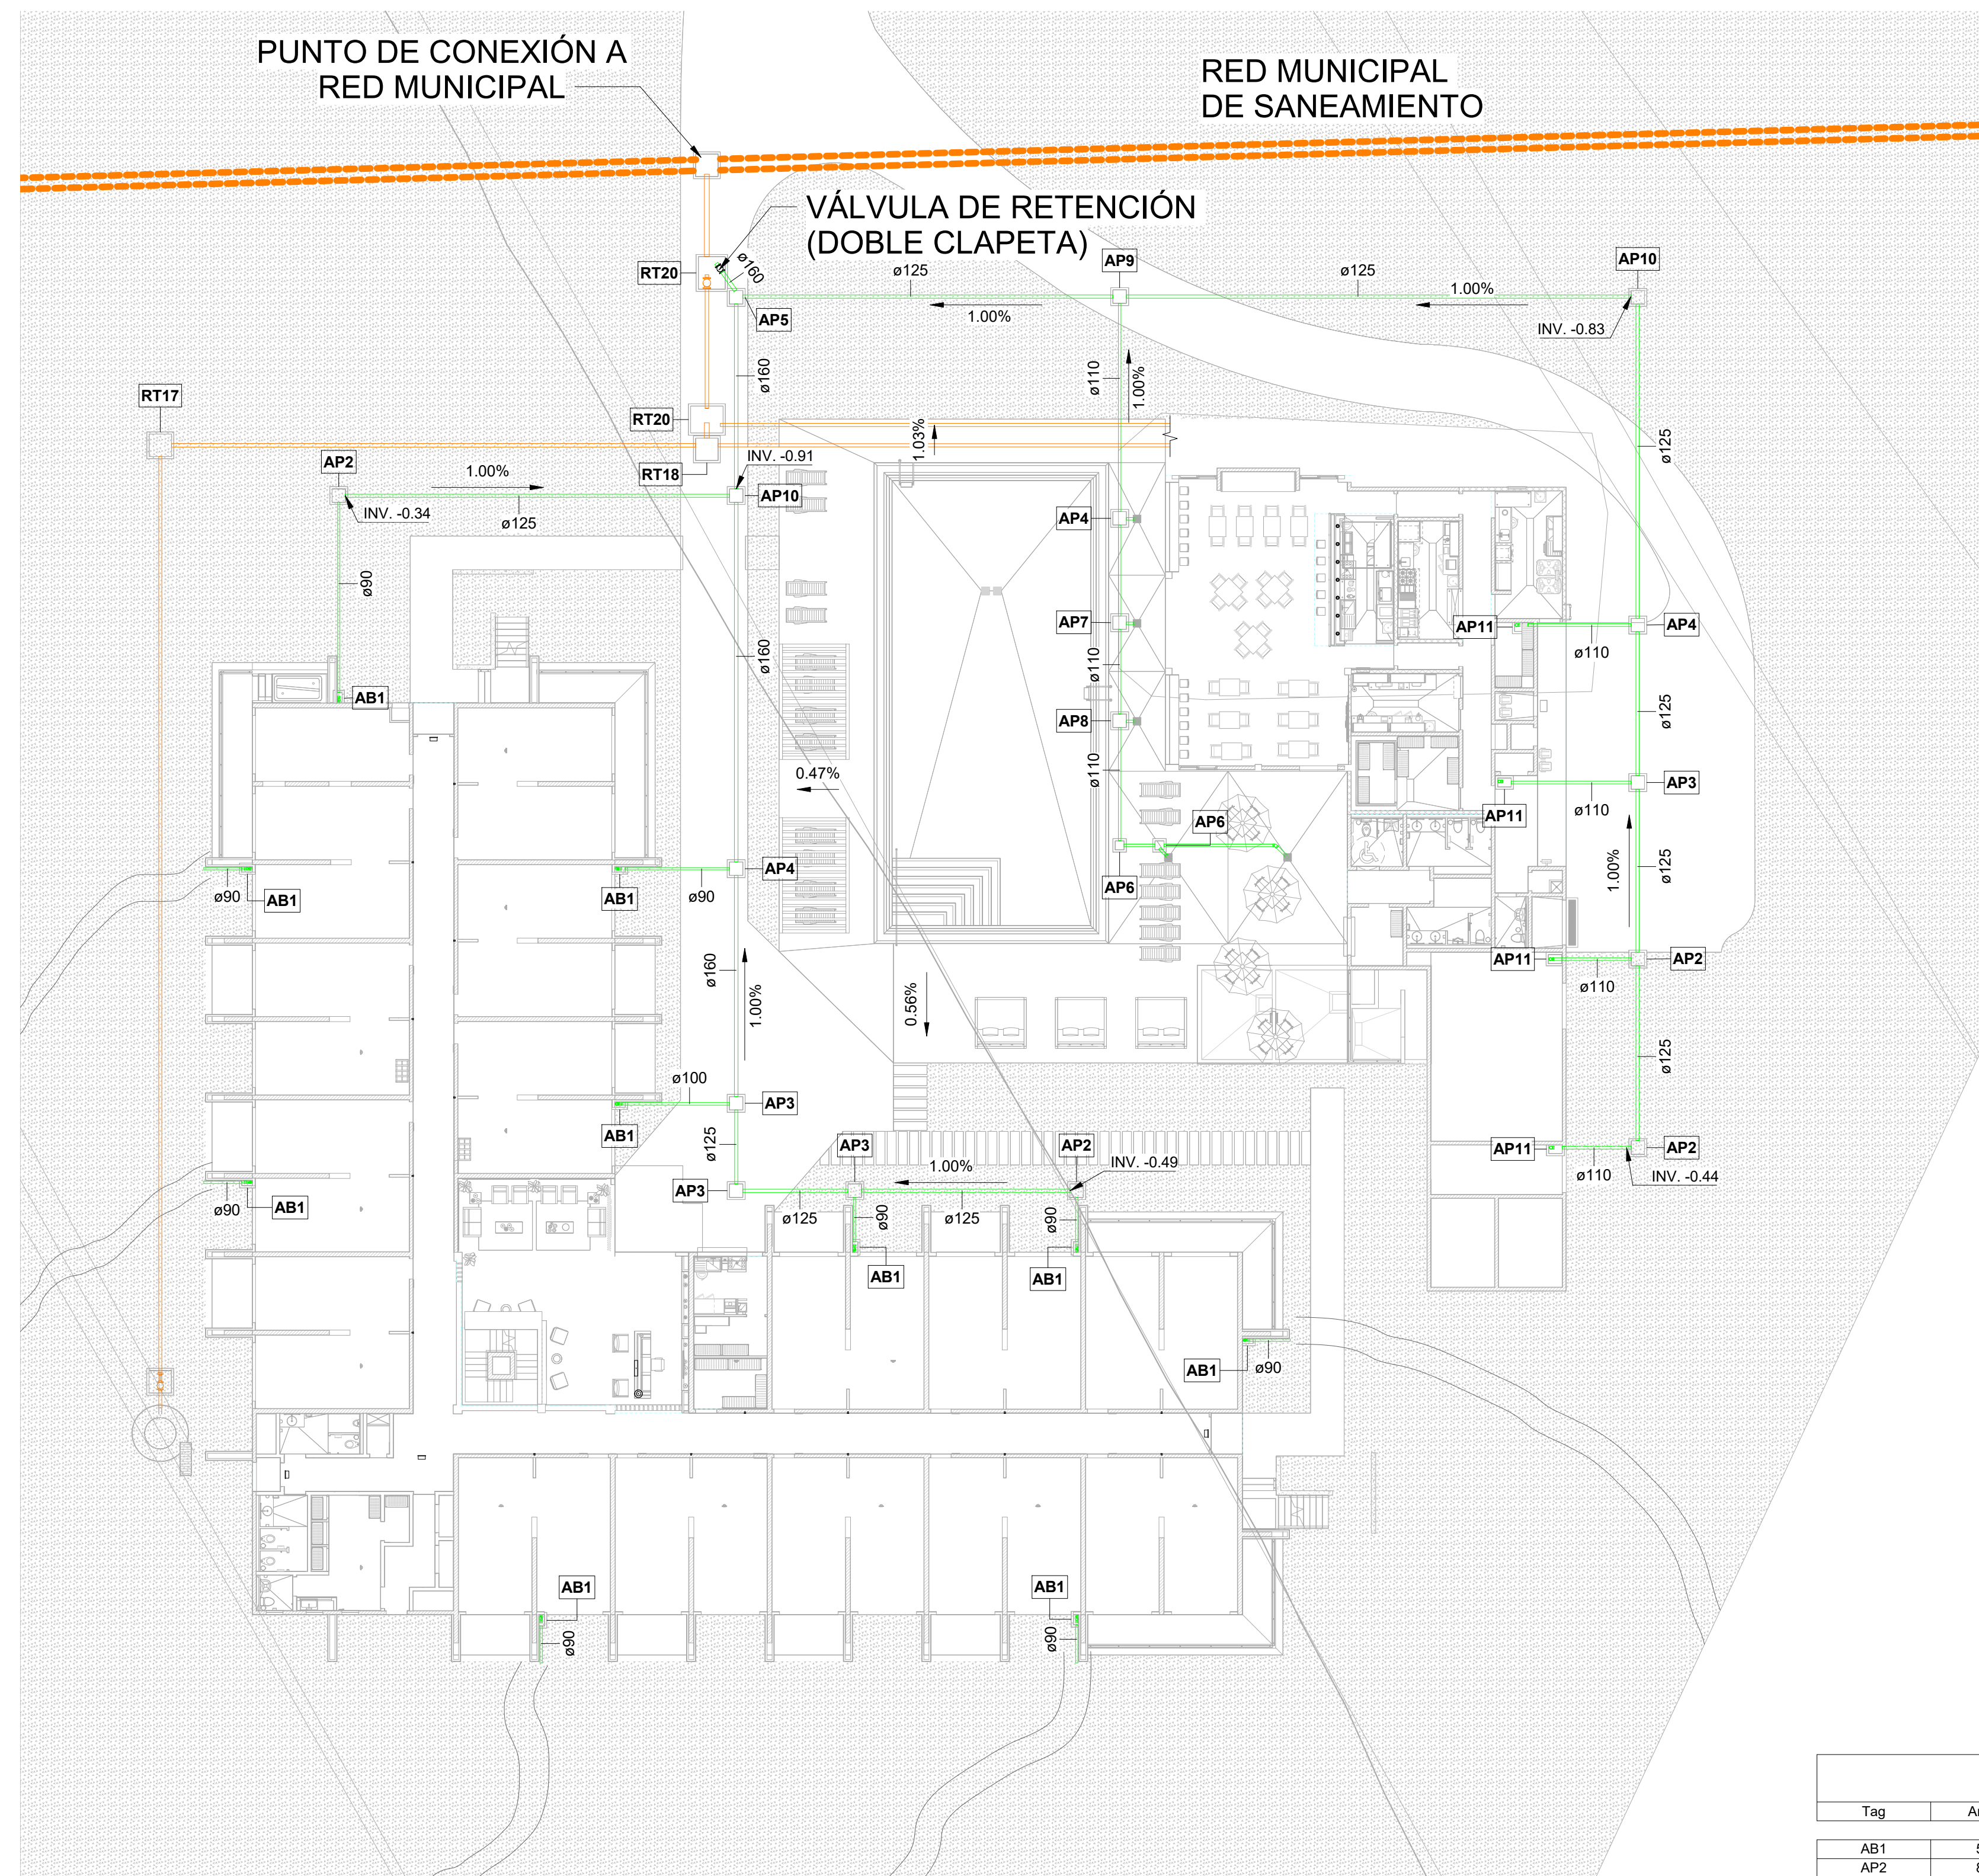 PUNTO DE CONEXIÓN A
RED MUNICIPAL
RED MUNICIPAL
DE SANEAMIENTO
VÁLVULA DE RETENCIÓN
(DOBLE CLAPETA)
RT20
ø160
ø125
AP9
ø125
AP10
1.00%
1.00%
INV. -0.83
AP5
ø160
ø110
1.00%
RT17
RT20
1.03%
ø125
AP2
1.00%
RT18
INV. -0.91
AP10
INV. -0.34
ø125
AP4
ø90
AP7
AP11
AP4
ø110
ø160
ø110
AB1
AP8
ø125
0.47%
ø110
AP3
ø110
AP11
AP6
AP4
AP6
1.00%
ø125
ø90
AB1
AB1
ø90
ø160
1.00%
0.56%
AP11
AP2
ø110
ø125
ø100
AP3
AB1
ø125
AP3
AP2
AP11
AP2
ø110
INV. -0.44
1.00%
INV. -0.49
AP3
ø90
AB1
ø125
ø90
ø125
ø90
AB1
AB1
AB1
ø90
AB1
ø90
AB1
ø90
Tag
AB1
AP2